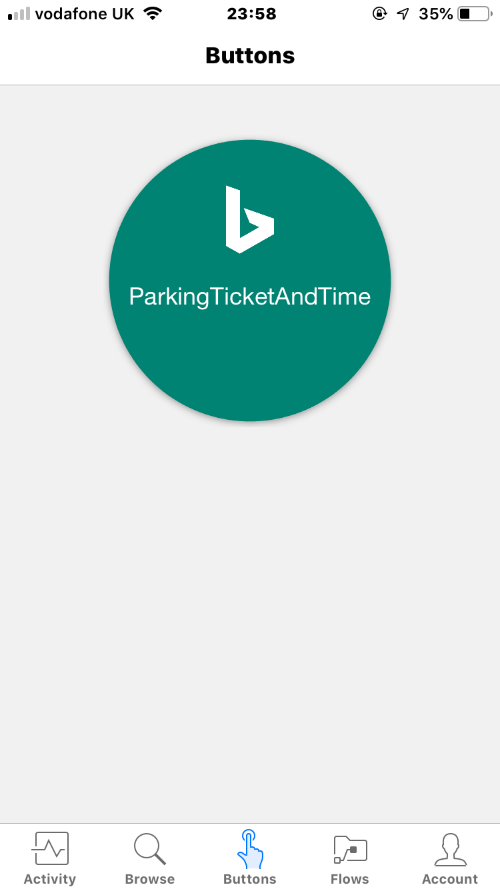 vodafone UK 23:58 35%
Buttons
ParkingTicketAndTime
Activity Browse Buttons Flows Account